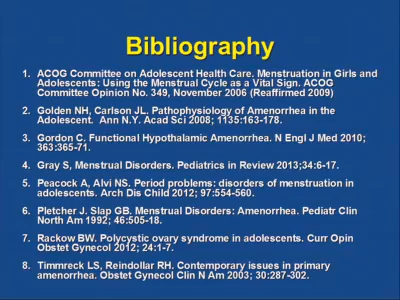 Bibliography
1. ACOG Committee on Adolescent Health Care. Menstruation in Girls and
Adolescents: Using the Menstrual Cycle as a Vital Sign. ACOG
Committee Opinion No. 349, November 2006 (Reaffirmed 2009)
2. Golden NH, Carlson JL. Pathophysiology of Amenorrhea in the
Adolescent. Ann N.Y. Acad Sci 2008; 1135:163-178.
3. Gordon C. Functional Hypothalamic Amenorrhea. N Engl J Med 2010;
363:365-71.
4. Gray S, Menstrual Disorders. Pediatrics in Review 2013;34:6-17.
5. Peacock A, Alvi NS. Period problems: disorders of menstruation in
adolescents. Arch Dis Child 2012; 97:554-560.
6. Pletcher J. Slap GB. Menstrual Disorders: Amenorrhea. Pediatr Clin
North Am 1992; 46:505-18.
7. Rackow BW. Polycystic ovary syndrome in adolescents. Curr Opin
Obstet Gynecol 2012; 24:1-7.
8. Timmreck LS, Reindollar RH. Contemporary issues in primary
amenorrhea. Obstet Gynecol Clin N Am 2003; 30:287-302.